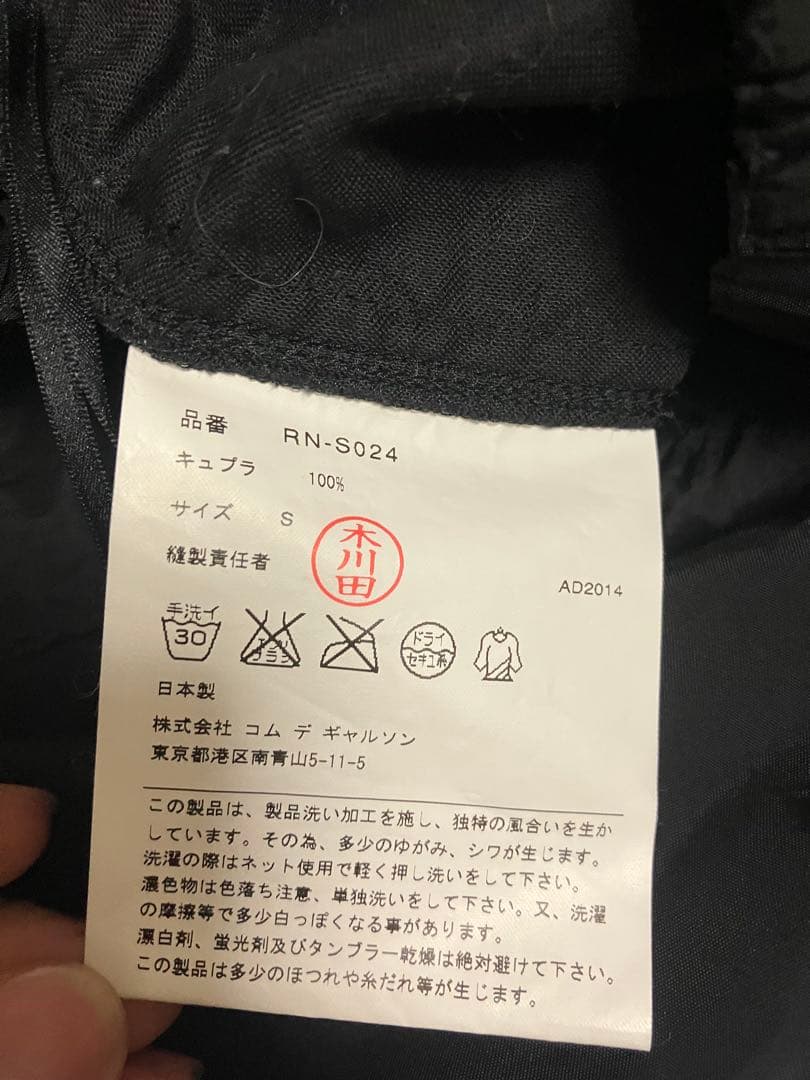 品番 RN-S024
キュプラ 100%
サイズ S
縫製責任者 木川田
AD2014
手洗イ 30 エンソ サラシ ドライ セキユ系
日本製
株式会社 コム デ ギャルソン
東京都港区南青山5-11-5
この製品は、製品洗い加工を施し、独特の風合いを生か
しています。その為、多少のゆがみ、シワが生じます。
洗濯の際はネット使用で軽く押し洗いをして下さい。
濃色物は色落ち注意、単独洗いをして下さい。又、洗濯
の摩擦等で多少白っぽくなる事があります。
漂白剤、蛍光剤及びタンブラー乾燥は絶対避けて下さい。
この製品は多少のほつれや糸だれ等が生じます。